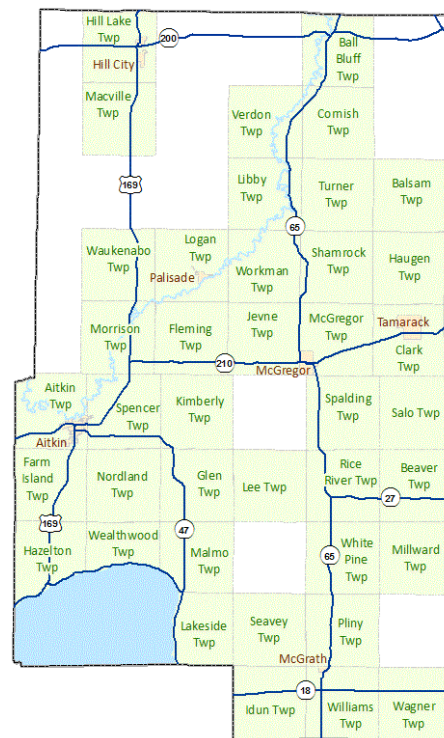 Hill Lake
Twp
200
Ball
Bluff
Twp
Hill City
Macville
Twp
Verdon
Twp
Cornish
Twp
169
Libby
Twp
Turner
Twp
Balsam
Twp
65
Waukenabo
Twp
Logan
Twp
Palisade
Workman
Twp
Shamrock
Twp
Haugen
Twp
Morrison
Twp
Fleming
Twp
Jevne
Twp
McGregor
Twp
Tamarack
210
McGregor
Clark
Twp
Aitkin
Twp
Spencer
Twp
Kimberly
Twp
Spalding
Twp
Salo Twp
Aitkin
Farm
Island
Twp
Nordland
Twp
Glen
Twp
Lee Twp
Rice
River Twp
Beaver
Twp
27
169
Hazelton
Twp
Wealthwood
Twp
47
Malmo
Twp
65
White
Pine
Twp
Millward
Twp
Lakeside
Twp
Seavey
Twp
Pliny
Twp
McGrath
18
Idun Twp
Williams
Twp
Wagner
Twp